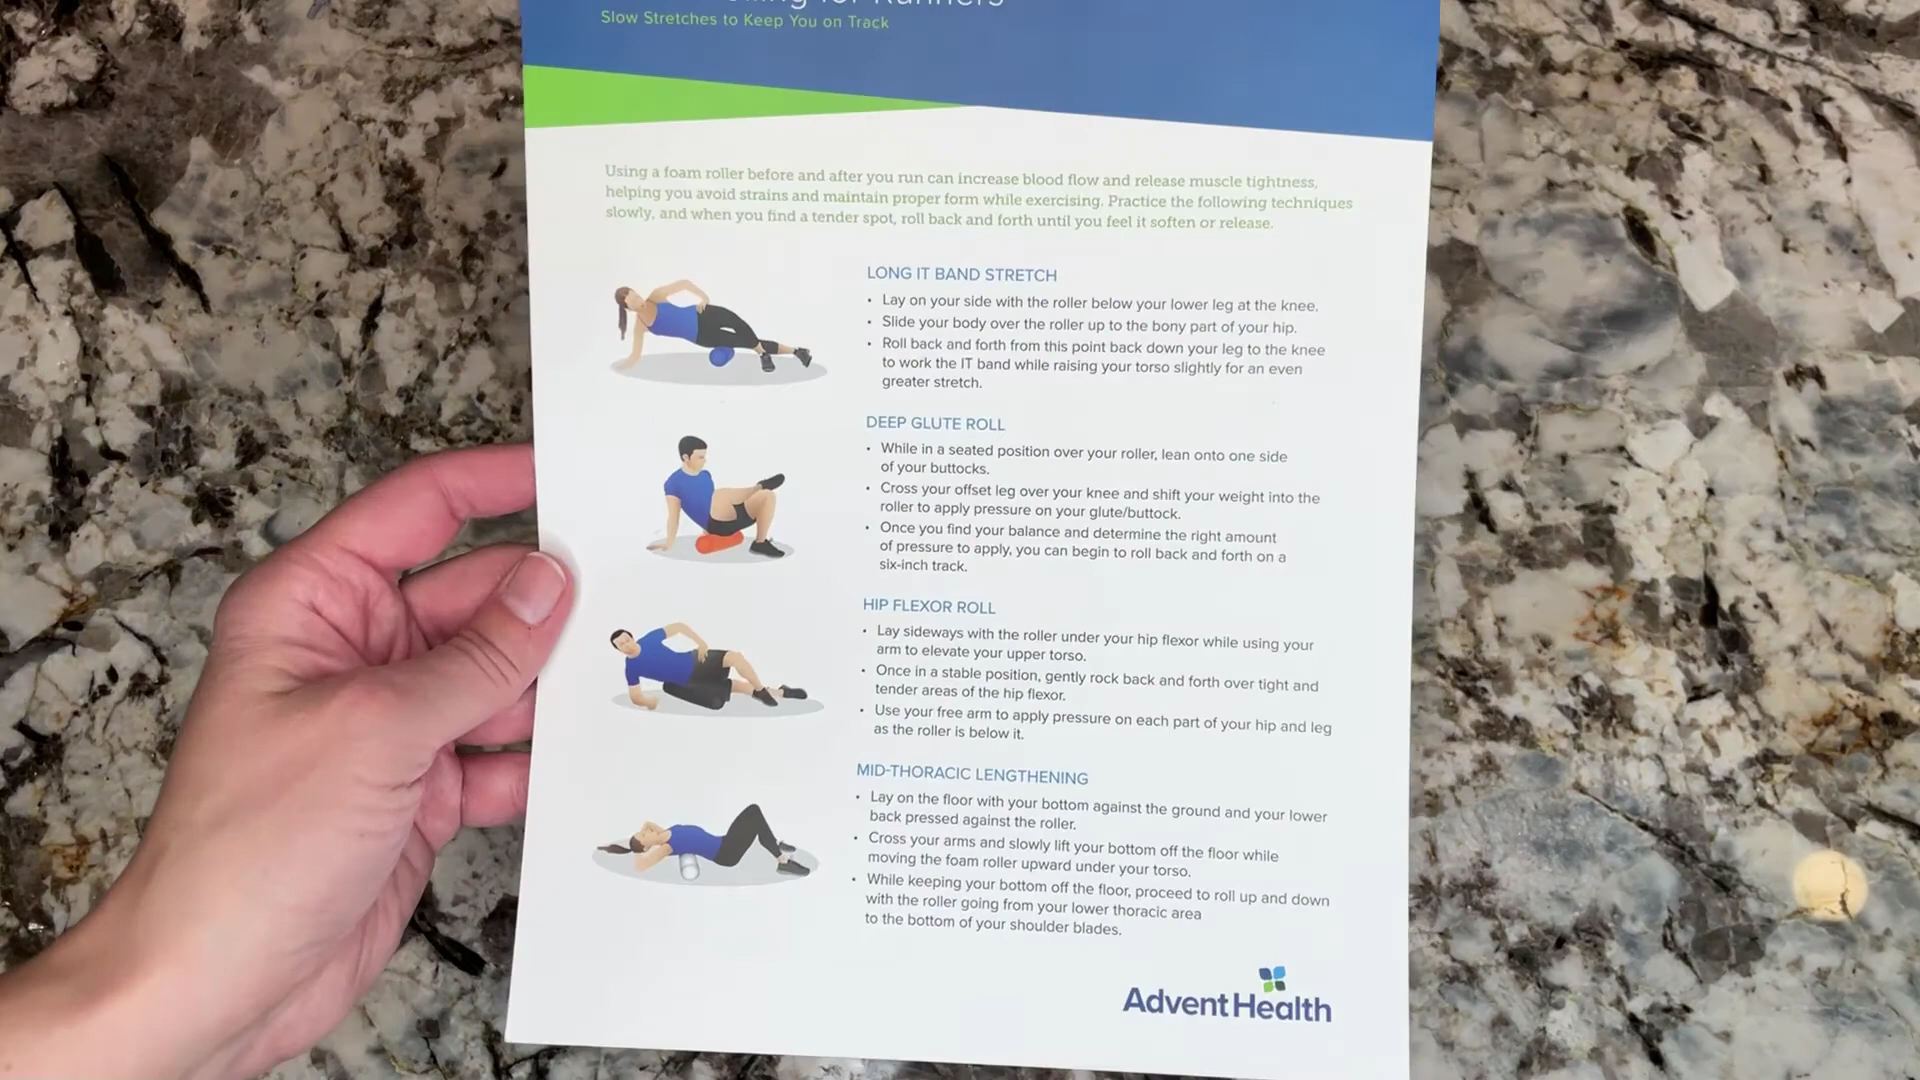 for Runners
Slow Stretches to Keep You on Track
Using a foam roller before and after you run can increase blood flow and release muscle tightness,
helping you avoid strains and maintain proper form while exercising. Practice the following techniques
slowly, and when you find a tender spot, roll back and forth until you feel it soften or release.
LONG IT BAND STRETCH
• Lay on your side with the roller below your lower leg at the knee.
• Slide your body over the roller up to the bony part of your hip.
• Roll back and forth from this point back down your leg to the knee
to work the IT band while raising your torso slightly for an even
greater stretch.
DEEP GLUTE ROLL
• While in a seated position over your roller, lean onto one side
of your buttocks.
• Cross your offset leg over your knee and shift your weight into the
roller to apply pressure on your glute/buttock.
• Once you find your balance and determine the right amount
of pressure to apply, you can begin to roll back and forth on a
six-inch track.
HIP FLEXOR ROLL
• Lay sideways with the roller under your hip flexor while using your
arm to elevate your upper torso.
• Once in a stable position, gently rock back and forth over tight and
tender areas of the hip flexor.
• Use your free arm to apply pressure on each part of your hip and leg
as the roller is below it.
MID-THORACIC LENGTHENING
• Lay on the floor with your bottom against the ground and your lower
back pressed against the roller.
• Cross your arms and slowly lift your bottom off the floor while
moving the foam roller upward under your torso.
• While keeping your bottom off the floor, proceed to roll up and down
with the roller going from your lower thoracic area
to the bottom of your shoulder blades.
AdventHealth